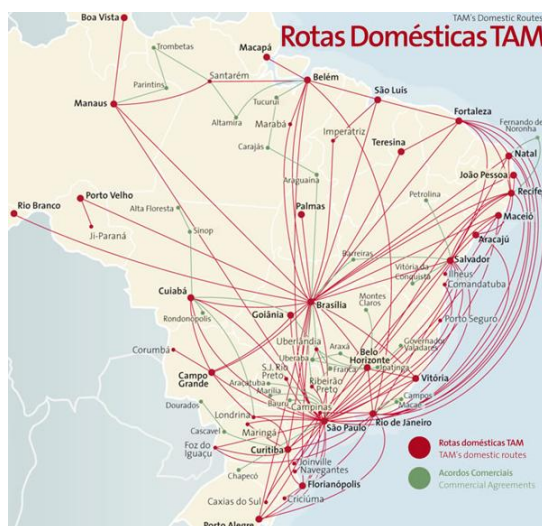 TAM's Domestic Routes
Rotas Domésticas TAM
Boa Vista
Trombetas
Macapá
Parintins
Santarém
Belém
Manaus
Tucuruí
São Luís
Altamira
Marabá
Fortaleza
Imperatriz
Fernando de
Noronha
Carajás
Teresina
Natal
Araguaina
João Pessoa
Porto Velho
Petrolina
Recife
Rio Branco
Alta Floresta
Palmas
Maceió
Ji-Paraná
Sinop
Aracajú
Barreiras
Salvador
Vitória da
Conquista
Ilheus
Comandatuba
Cuiabá
Brasília
Montes
Claros
Rondonópolis
Goiânia
Porto Seguro
Uberlandia
Araxá
Governador
Valadares
Corumbá
Uberaba
Belo
Horizonte
S.J. Rio
Preto
Franca
Ipatinga
Campo
Grande
Araçatuba
Ribeirão
Preto
Vitória
Marília
Dourados
Bauru
Campinas
Campos
Macaé
Londrina
São Paulo
Rio de Janeiro
Cascavel
Maringá
Foz do
Iguaçu
Curitiba
Joinville
Navegantes
Chapecó
Florianópolis
Caxias do Sul
Criciúma
Porto Alegre
Rotas domésticas TAM
TAM's domestic routes
Acordos Comerciais
Commercial Agreements